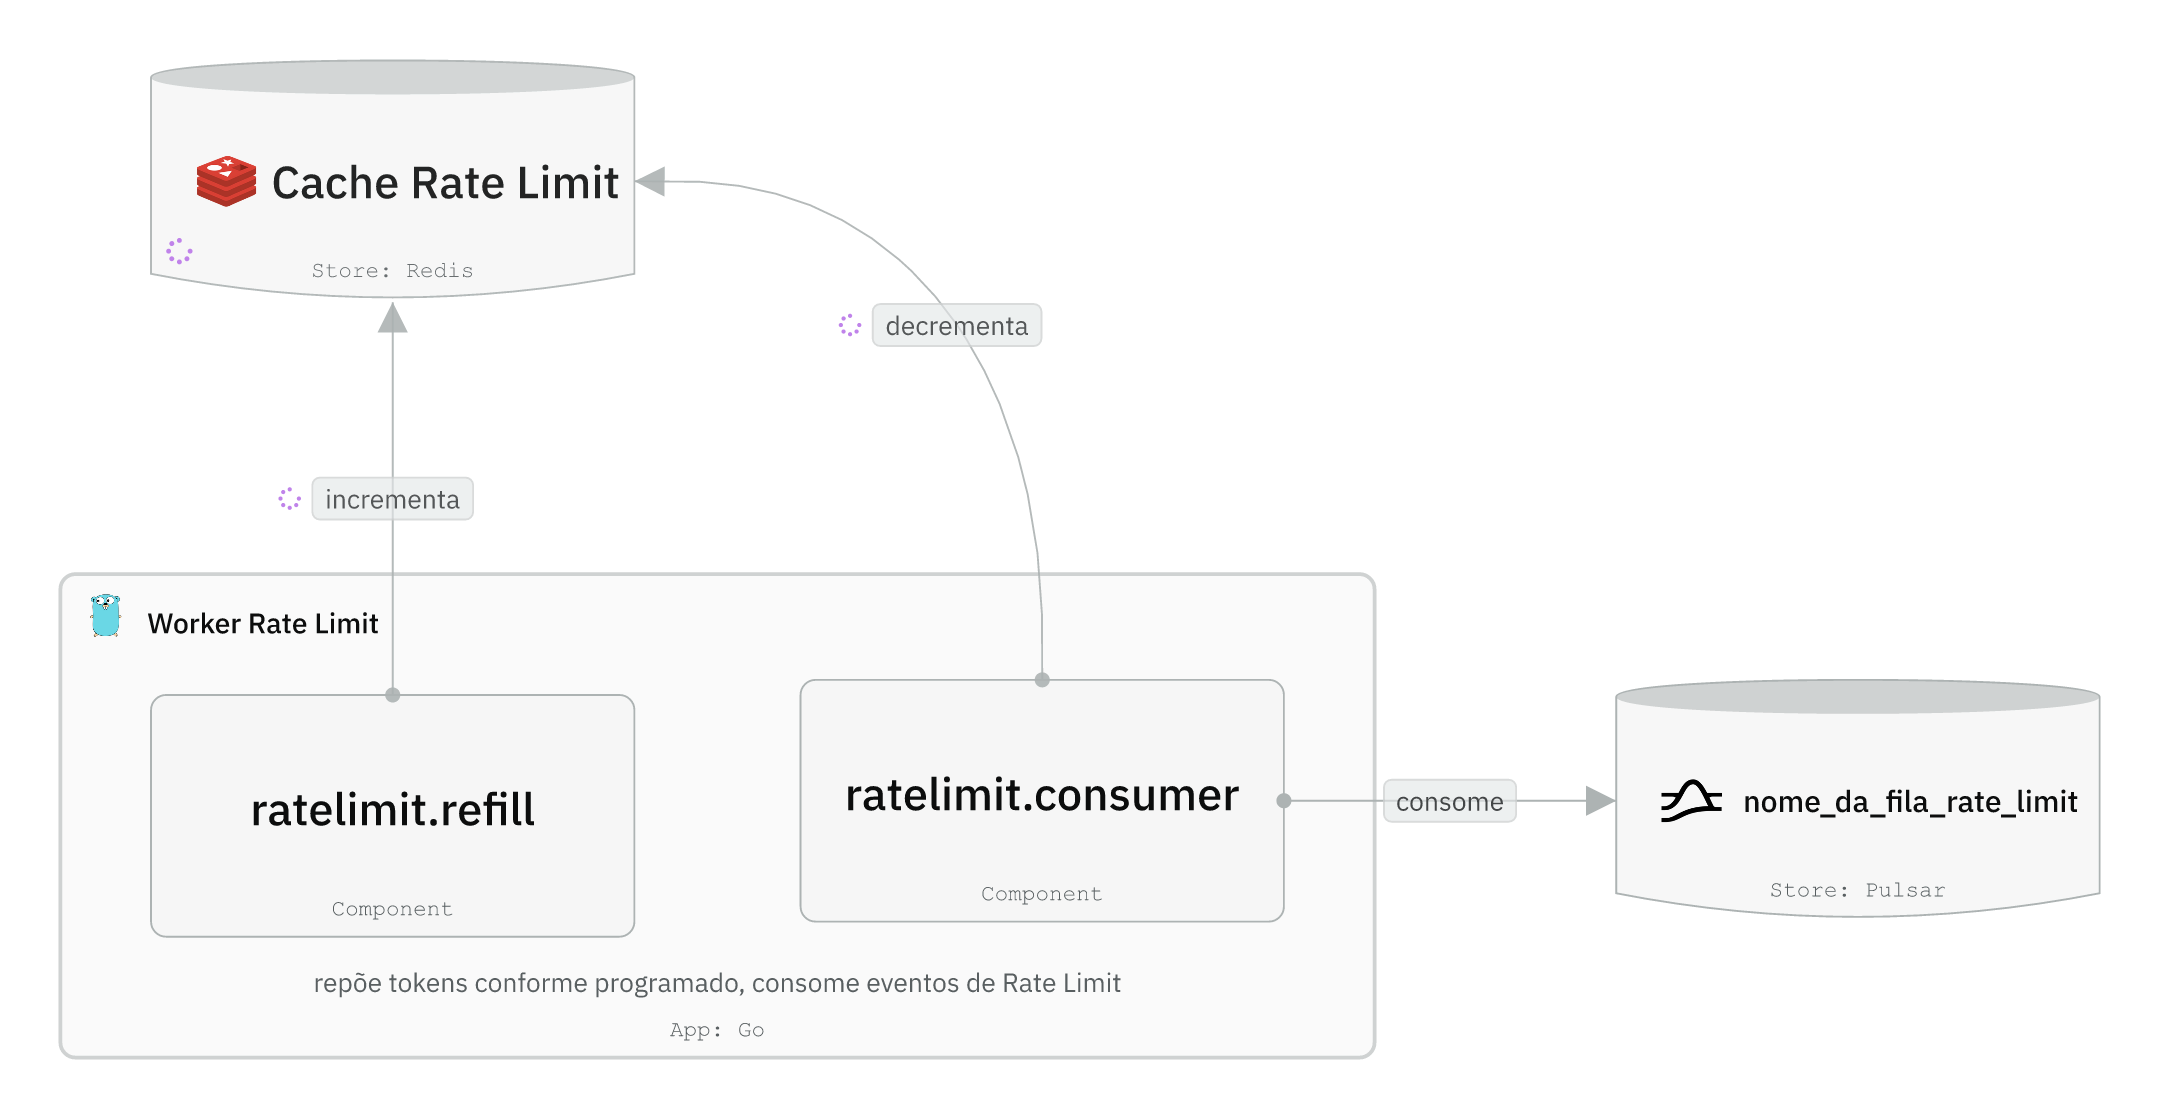 Cache Rate Limit
Store: Redis
decrementa
incrementa
Worker Rate Limit
ratelimit.refill
Component
ratelimit.consumer
Component
consome
nome_da_fila_rate_limit
Store: Pulsar
repõe tokens conforme programado, consome eventos de Rate Limit
App: Go